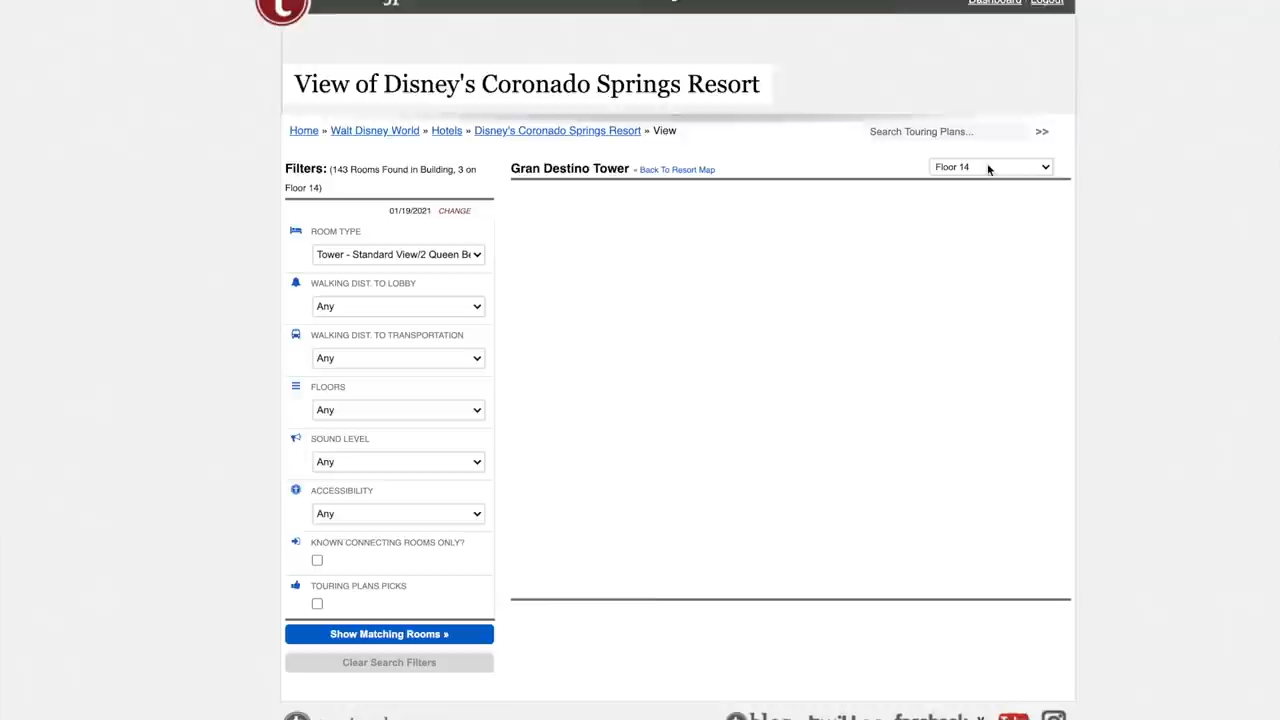 Dashboard Logout
View of Disney's Coronado Springs Resort
Home » Walt Disney World » Hotels » Disney's Coronado Springs Resort » View
Search Touring Plans... >>
Filters: (143 Rooms Found in Building, 3 on
Floor 14)
Gran Destino Tower « Back To Resort Map
Floor 14
01/19/2021 CHANGE
ROOM TYPE
Tower - Standard View/2 Queen Be
WALKING DIST. TO LOBBY
Any
WALKING DIST. TO TRANSPORTATION
Any
FLOORS
Any
SOUND LEVEL
Any
ACCESSIBILITY
Any
KNOWN CONNECTING ROOMS ONLY?
TOURING PLANS PICKS
Show Matching Rooms »
Clear Search Filters
blog twitter facebook